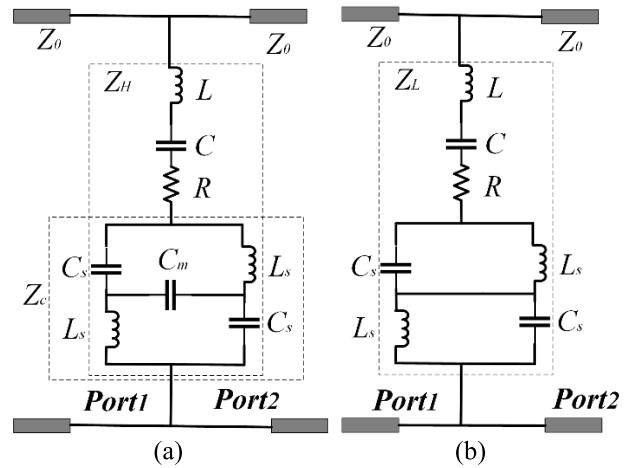 Z0 Z0
ZH
L
C
R
Cs Cm Ls
Zc
Ls Cs
Port1 Port2
(a)
Z0 Z0
ZL
L
C
R
Cs Ls
Ls Cs
Port1 Port2
(b)